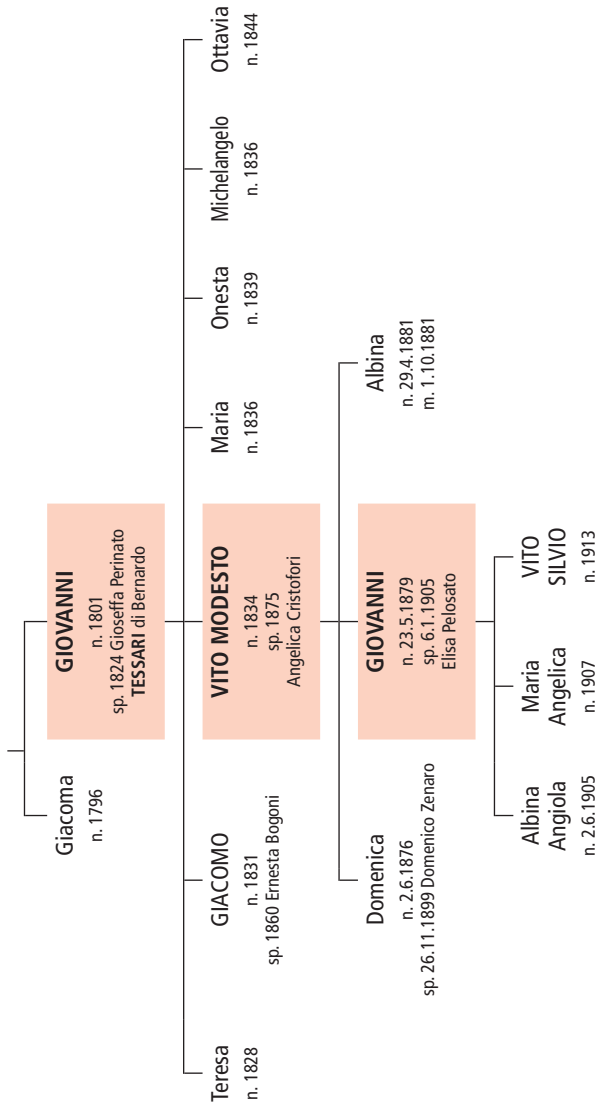 Giacoma
n. 1796
GIOVANNI
n. 1801
sp. 1824 Gioseffa Perinato
TESSARI di Bernardo
Teresa
n. 1828
GIACOMO
n. 1831
sp. 1860 Ernesta Bogoni
VITO MODESTO
n. 1834
sp. 1875
Angelica Cristofori
Maria
n. 1836
Onesta
n. 1839
Michelangelo
n. 1836
Ottavia
n. 1844
Domenica
n. 2.6.1876
sp. 26.11.1899 Domenico Zenaro
GIOVANNI
n. 23.5.1879
sp. 6.1.1905
Elisa Pelosato
Albina
n. 29.4.1881
m. 1.10.1881
Albina
Angiola
n. 2.6.1905
Maria
Angelica
n. 1907
VITO
SILVIO
n. 1913